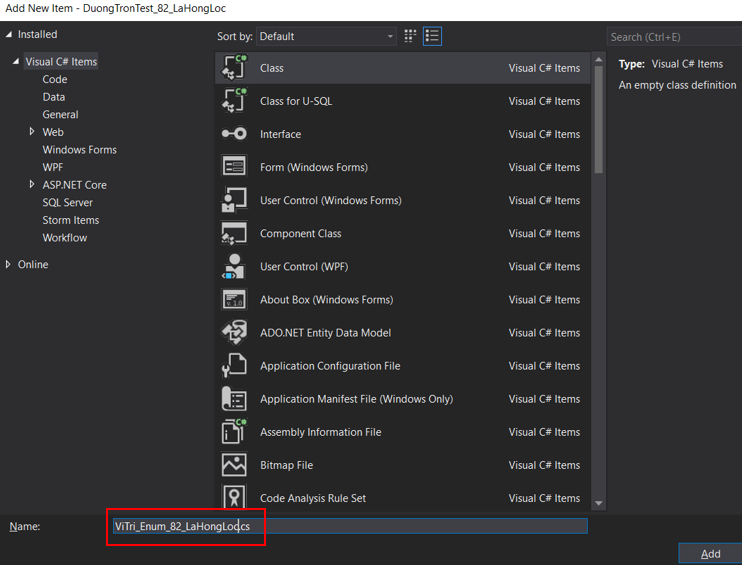 Add New Item - DuongTronTest_82_LaHongLoc
Installed
Visual C# Items
Code
Data
General
Web
Windows Forms
WPF
ASP.NET Core
SQL Server
Storm Items
Workflow
Online
Sort by: Default
Class Visual C# Items
Class for U-SQL Visual C# Items
Interface Visual C# Items
Form (Windows Forms) Visual C# Items
User Control (Windows Forms) Visual C# Items
Component Class Visual C# Items
User Control (WPF) Visual C# Items
About Box (Windows Forms) Visual C# Items
ADO.NET Entity Data Model Visual C# Items
Application Configuration File Visual C# Items
Application Manifest File (Windows Only) Visual C# Items
Assembly Information File Visual C# Items
Bitmap File Visual C# Items
Code Analysis Rule Set Visual C# Items
Search (Ctrl+E)
Type: Visual C# Items
An empty class definition
Name: ViTri_Enum_82_LaHongLoc.cs
Add